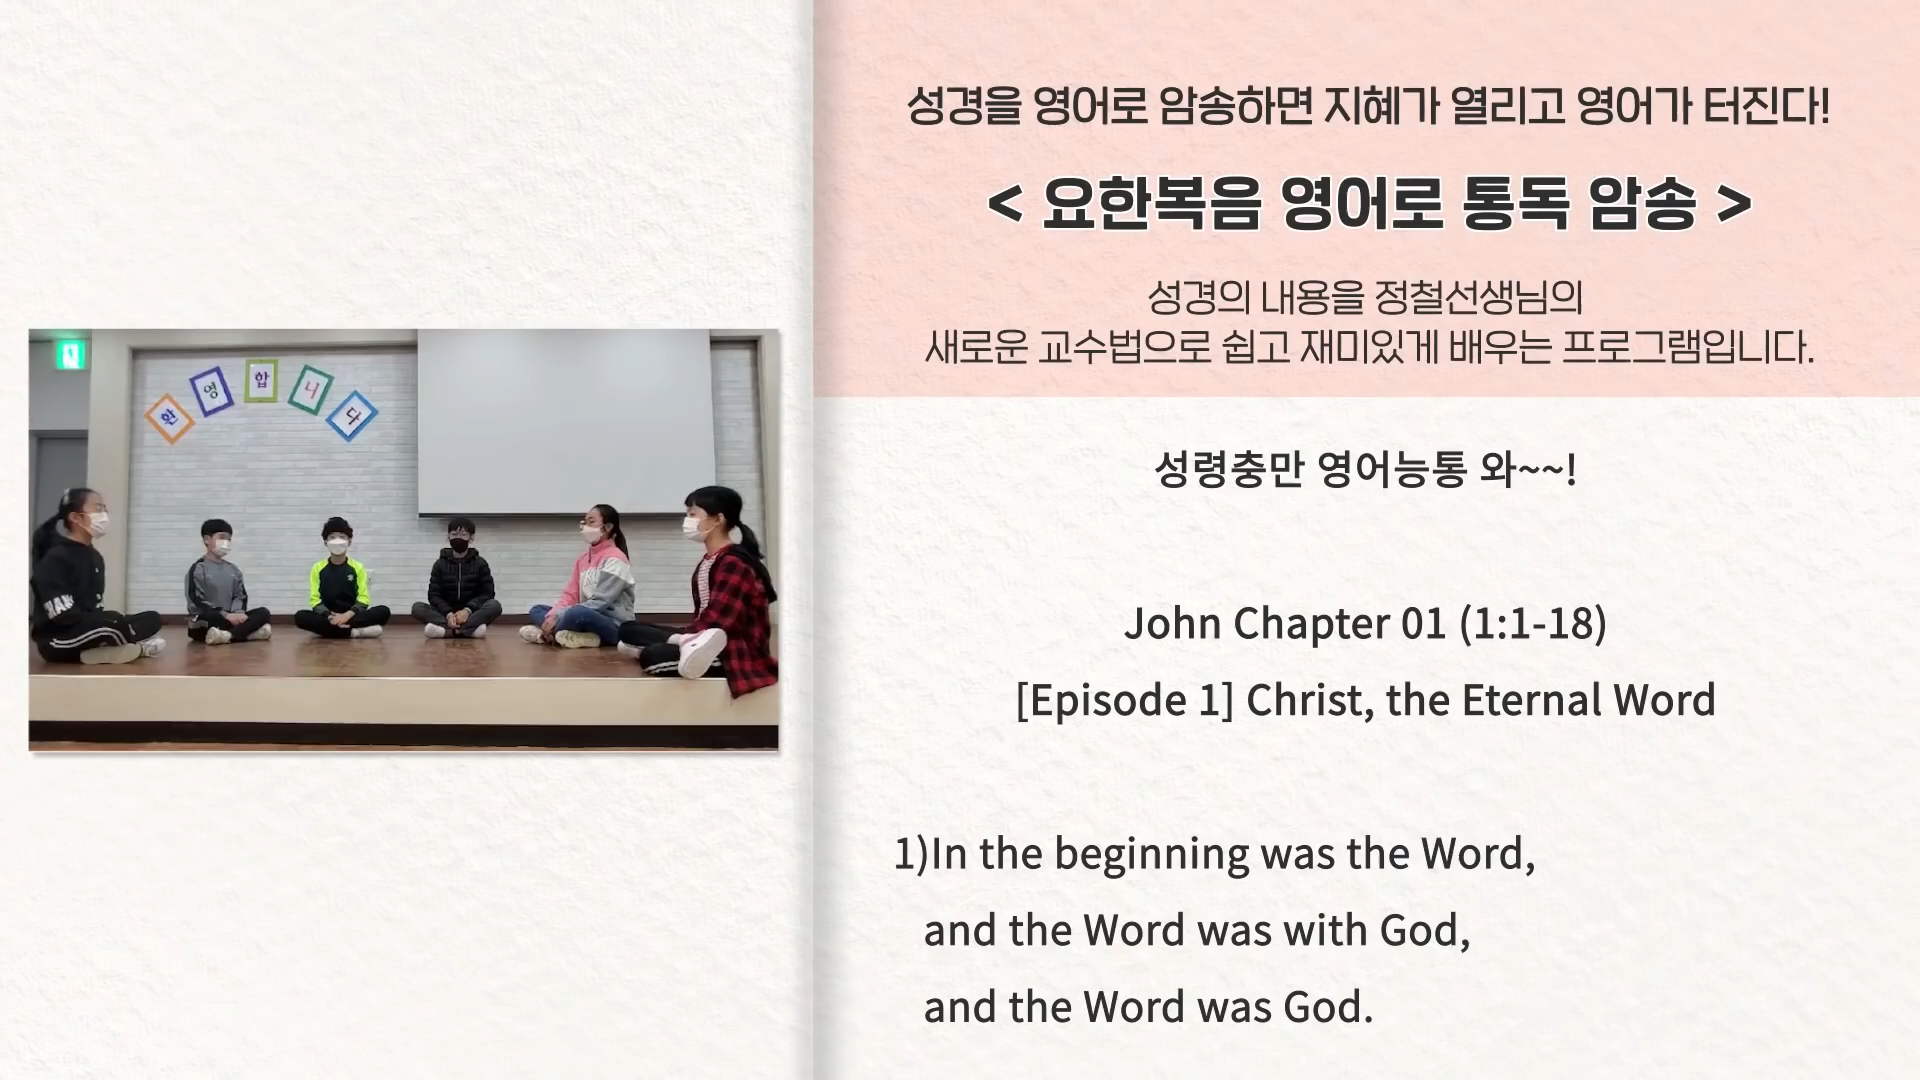 환영합니다
성경을 영어로 암송하면 지혜가 열리고 영어가 터진다!
< 요한복음 영어로 통독 암송 >
성경의 내용을 정철선생님의
새로운 교수법으로 쉽고 재미있게 배우는 프로그램입니다.
성령충만 영어능통 와~~!
John Chapter 01 (1:1-18)
[Episode 1] Christ, the Eternal Word
1)In the beginning was the Word,
and the Word was with God,
and the Word was God.